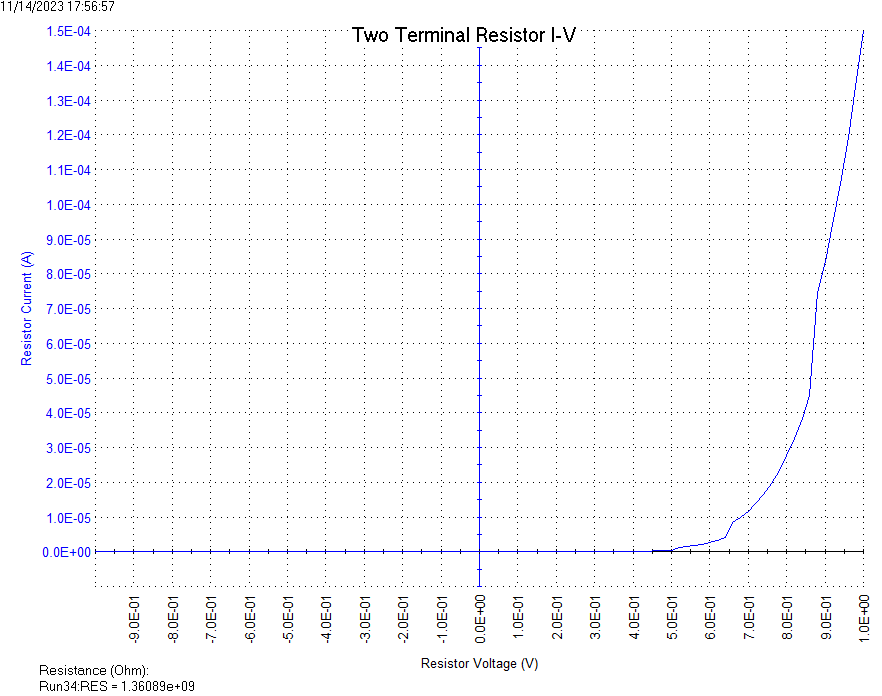 11/14/2023 17:56:57
Two Terminal Resistor I-V
1.5E-04
1.4E-04
1.3E-04
1.2E-04
1.1E-04
1.0E-04
9.0E-05
8.0E-05
7.0E-05
6.0E-05
5.0E-05
4.0E-05
3.0E-05
2.0E-05
1.0E-05
0.0E+00
Resistor Current (A)
-9.0E-01
-8.0E-01
-7.0E-01
-6.0E-01
-5.0E-01
-4.0E-01
-3.0E-01
-2.0E-01
-1.0E-01
0.0E+00
1.0E-01
2.0E-01
3.0E-01
4.0E-01
5.0E-01
6.0E-01
7.0E-01
8.0E-01
9.0E-01
1.0E+00
Resistor Voltage (V)
Resistance (Ohm):
Run34:RES = 1.36089e+09